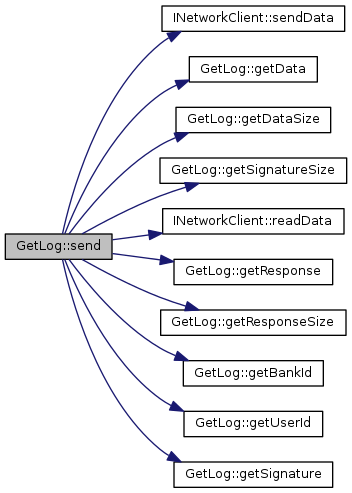 INetworkClient::sendData
GetLog::getData
GetLog::getDataSize
GetLog::getSignatureSize
INetworkClient::readData
GetLog::send
GetLog::getResponse
GetLog::getResponseSize
GetLog::getBankId
GetLog::getUserId
GetLog::getSignature